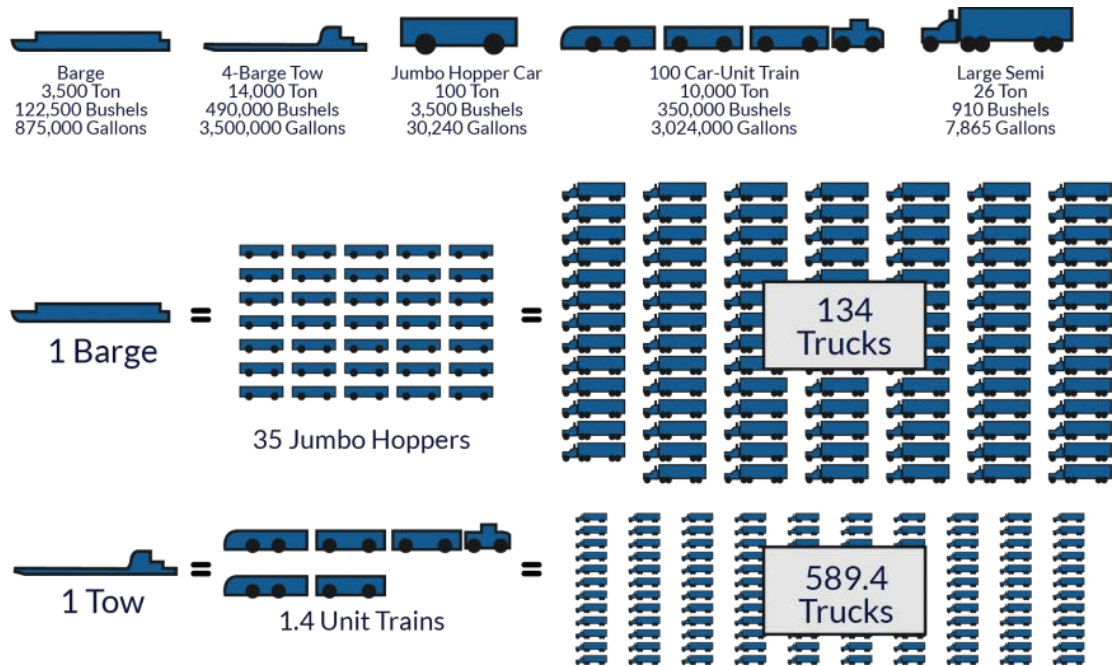 Barge
3,500 Ton
122,500 Bushels
875,000 Gallons
4-Barge Tow
14,000 Ton
490,000 Bushels
3,500,000 Gallons
Jumbo Hopper Car
100 Ton
3,500 Bushels
30,240 Gallons
100 Car-Unit Train
10,000 Ton
350,000 Bushels
3,024,000 Gallons
Large Semi
26 Ton
910 Bushels
7,865 Gallons
1 Barge
=
35 Jumbo Hoppers
=
134
Trucks
1 Tow
=
1.4 Unit Trains
=
589.4
Trucks